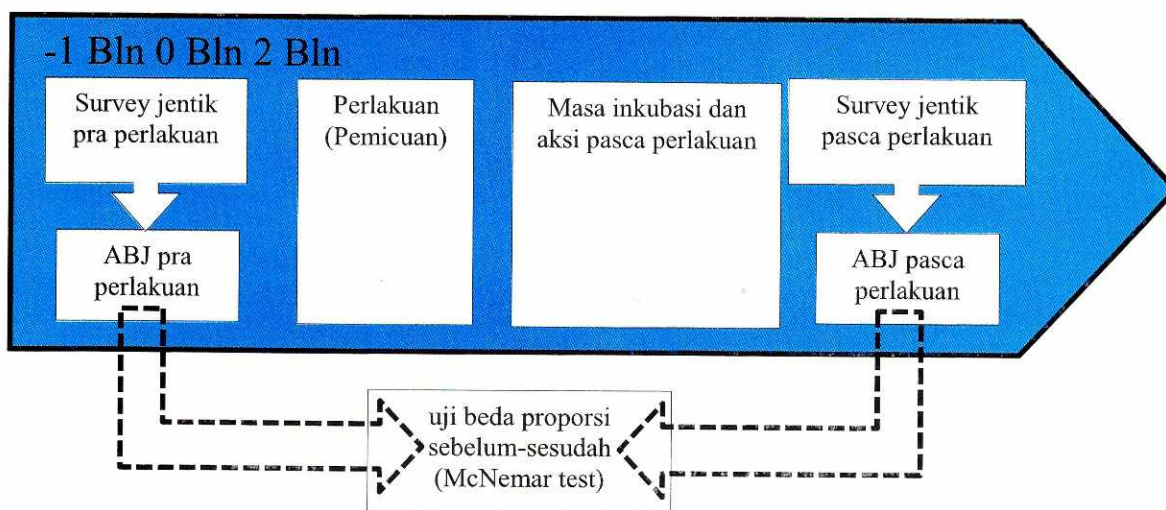 -1 Bln 0 Bln 2 Bln
Survey jentik
pra perlakuan
ABJ pra
perlakuan
Perlakuan
(Pemicuan)
Masa inkubasi dan
aksi pasca perlakuan
Survey jentik
pasca perlakuan
ABJ pasca
perlakuan
uji beda proporsi
sebelum-sesudah
(McNemar test)